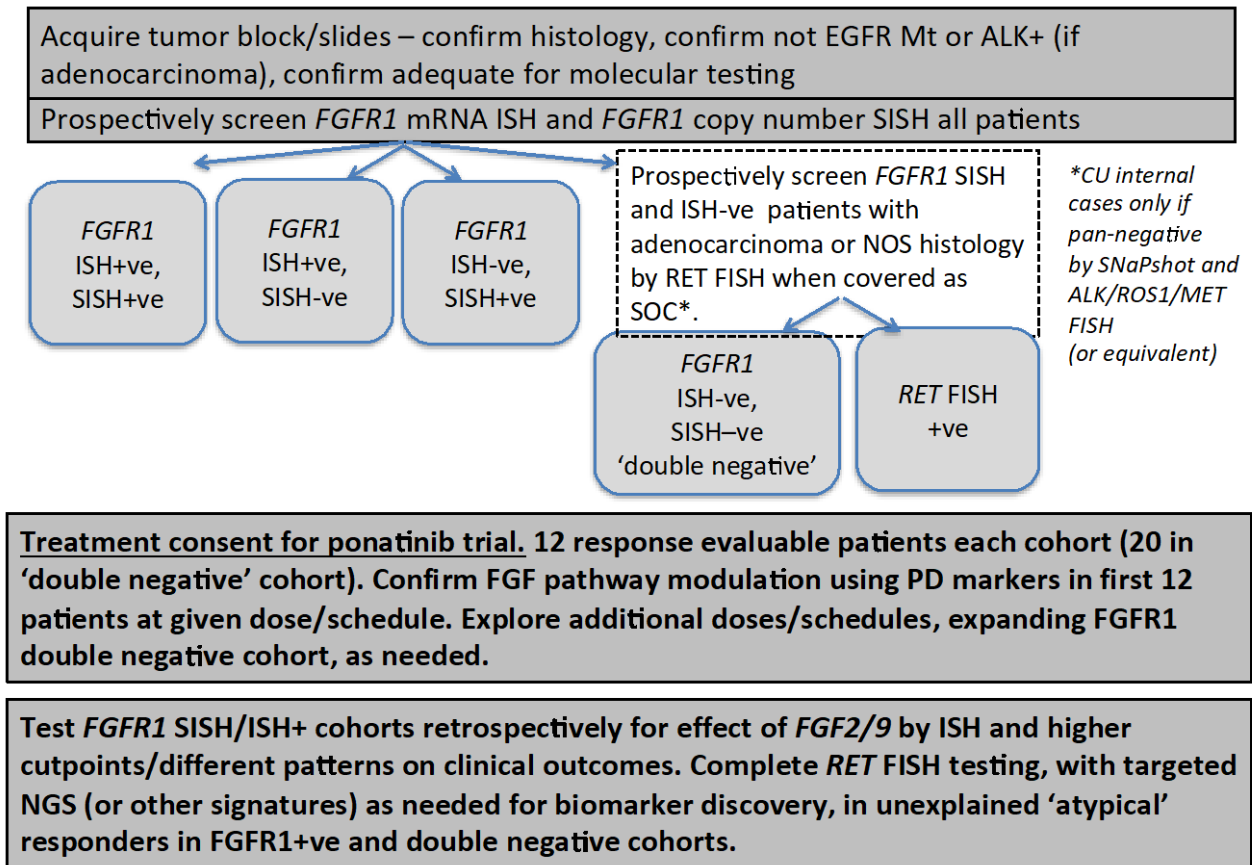 Acquire tumor block/slides – confirm histology, confirm not EGFR Mt or ALK+ (if
adenocarcinoma), confirm adequate for molecular testing
Prospectively screen FGFR1 mRNA ISH and FGFR1 copy number SISH all patients
FGFR1
ISH+ve,
SISH+ve
FGFR1
ISH+ve,
SISH-ve
FGFR1
ISH-ve,
SISH+ve
Prospectively screen FGFR1 SISH
and ISH-ve patients with
adenocarcinoma or NOS histology
by RET FISH when covered as
SOC*.
*CU internal
cases only if
pan-negative
by SNaPshot and
ALK/ROS1/MET
FISH
(or equivalent)
FGFR1
ISH-ve,
SISH–ve
‘double negative’
RET FISH
+ve
Treatment consent for ponatinib trial. 12 response evaluable patients each cohort (20 in
‘double negative’ cohort). Confirm FGF pathway modulation using PD markers in first 12
patients at given dose/schedule. Explore additional doses/schedules, expanding FGFR1
double negative cohort, as needed.
Test FGFR1 SISH/ISH+ cohorts retrospectively for effect of FGF2/9 by ISH and higher
cutpoints/different patterns on clinical outcomes. Complete RET FISH testing, with targeted
NGS (or other signatures) as needed for biomarker discovery, in unexplained ‘atypical’
responders in FGFR1+ve and double negative cohorts.